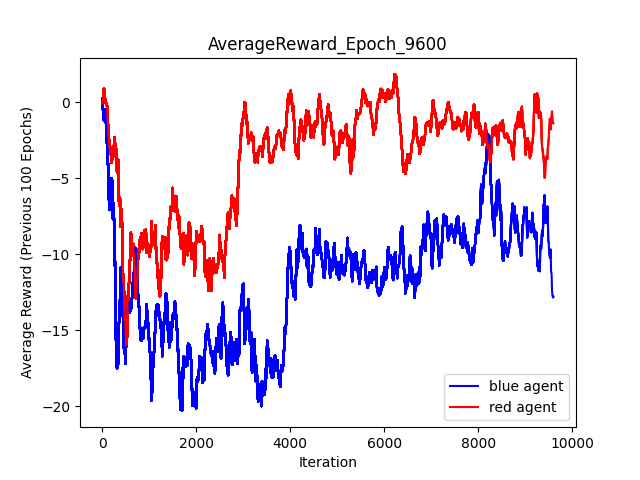 AverageReward_Epoch_9600
Average Reward (Previous 100 Epochs)
0
−5
−10
−15
−20
blue agent
red agent
0
2000
4000
6000
8000
10000
Iteration